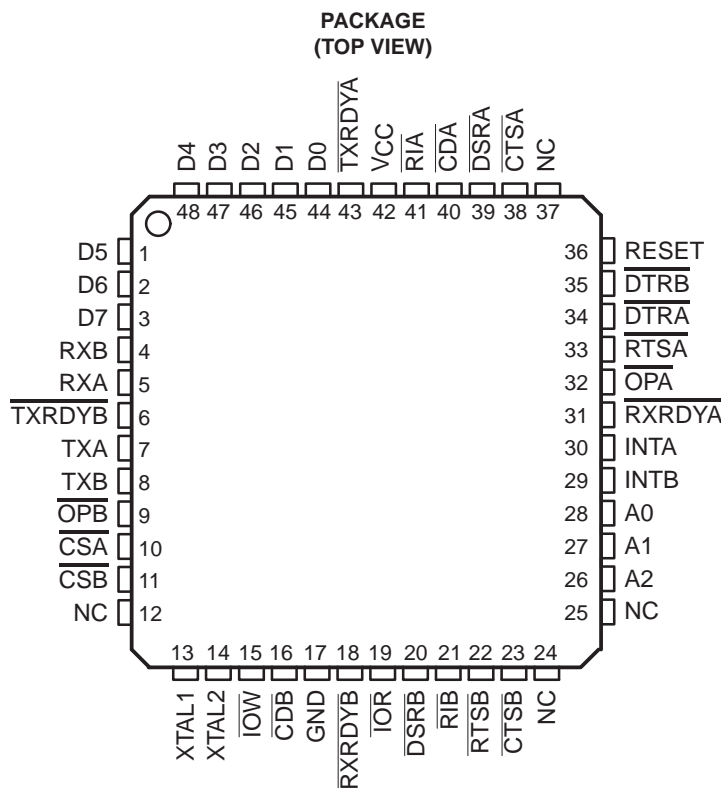 PACKAGE
(TOP VIEW)
D4 D3 D2 D1 D0 TXRDYA VCC RIA CDA DSRA CTSA NC
48 47 46 45 44 43 42 41 40 39 38 37
D5 1
D6 2
D7 3
RXB 4
RXA 5
TXRDYB 6
TXA 7
TXB 8
OPB 9
CSA 10
CSB 11
NC 12
36 RESET
35 DTRB
34 DTRA
33 RTSA
32 OPA
31 RXRDYA
30 INTA
29 INTB
28 A0
27 A1
26 A2
25 NC
13 14 15 16 17 18 19 20 21 22 23 24
XTAL1 XTAL2 IOW CDB GND RXRDYB IOR DSRB RIB RTSB CTSB NC